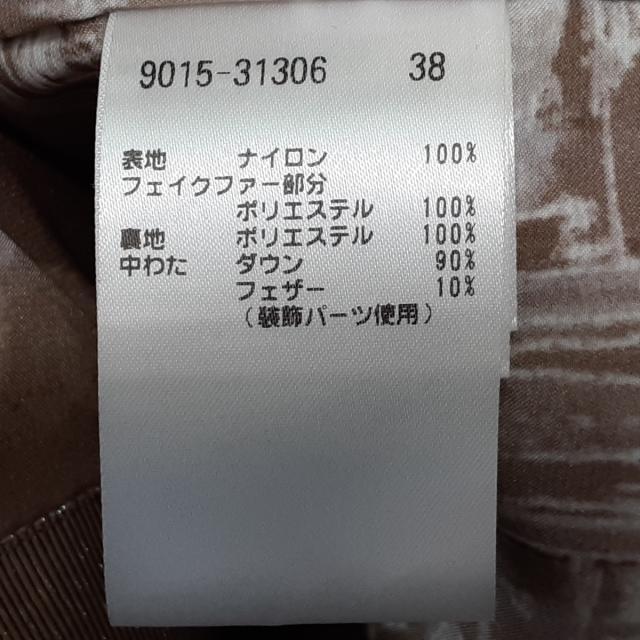 9015-31306 38
表地 ナイロン 100%
フェイクファー部分
ポリエステル 100%
裏地 ポリエステル 100%
中わた ダウン 90%
フェザー 10%
(装飾パーツ使用)